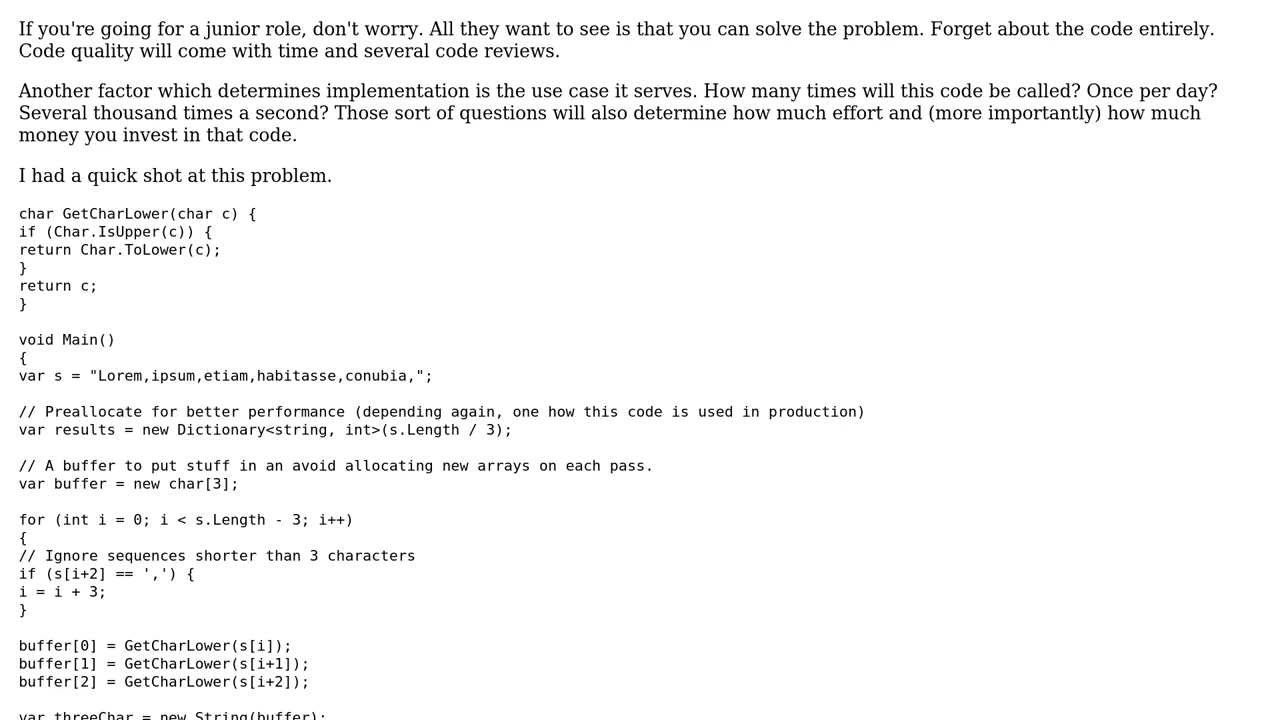 If you're going for a junior role, don't worry. All they want to see is that you can solve the problem. Forget about the code entirely.
Code quality will come with time and several code reviews.
Another factor which determines implementation is the use case it serves. How many times will this code be called? Once per day?
Several thousand times a second? Those sort of questions will also determine how much effort and (more importantly) how much
money you invest in that code.
I had a quick shot at this problem.
char GetCharLower(char c) {
if (Char.IsUpper(c)) {
return Char.ToLower(c);
}
return c;
}
void Main()
{
var s = "Lorem,ipsum,etiam,habitasse,conubia,";
// Preallocate for better performance (depending again, one how this code is used in production)
var results = new Dictionary<string, int>(s.Length / 3);
// A buffer to put stuff in an avoid allocating new arrays on each pass.
var buffer = new char[3];
for (int i = 0; i < s.Length - 3; i++)
{
// Ignore sequences shorter than 3 characters
if (s[i+2] == ',') {
i = i + 3;
}
buffer[0] = GetCharLower(s[i]);
buffer[1] = GetCharLower(s[i+1]);
buffer[2] = GetCharLower(s[i+2]);
var threeChar = new String(buffer);